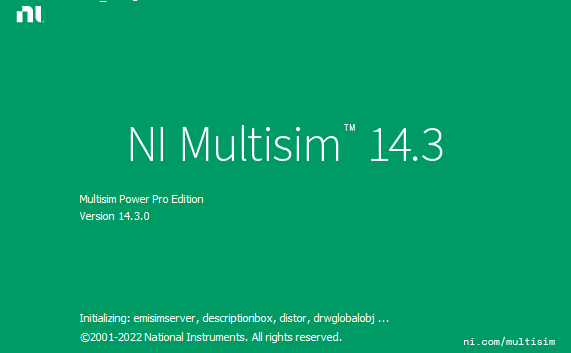 ni
NI Multisim™ 14.3
Multisim Power Pro Edition
Version 14.3.0
Initializing: emisimserver, descriptionbox, distor, drwglobalobj ...
©2001-2022 National Instruments. All rights reserved.
ni.com/multisim